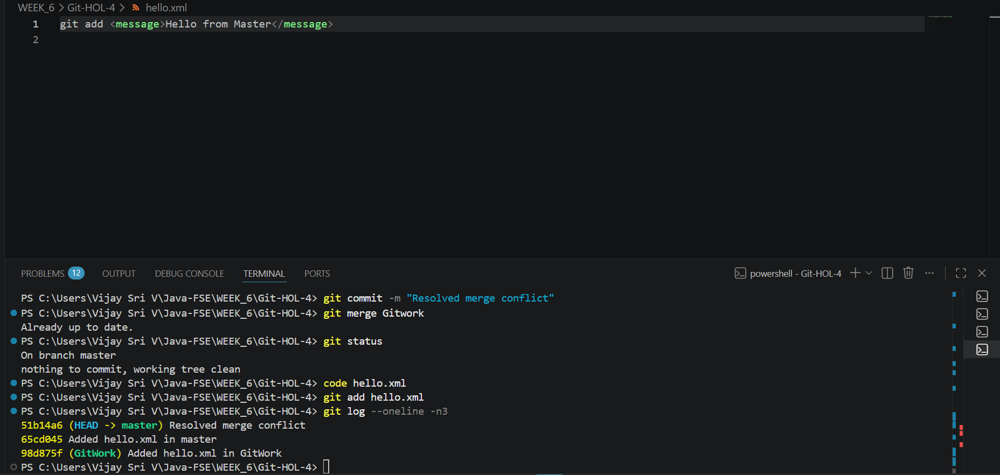 WEEK_6 > Git-HOL-4 > hello.xml
1 git add <message>Hello from Master</message>
2
PROBLEMS 12 OUTPUT DEBUG CONSOLE TERMINAL PORTS powershell - Git-HOL-4
PS C:\Users\Vijay Sri V\Java-FSE\WEEK_6\Git-HOL-4> git commit -m "Resolved merge conflict"
PS C:\Users\Vijay Sri V\Java-FSE\WEEK_6\Git-HOL-4> git merge Gitwork
Already up to date.
PS C:\Users\Vijay Sri V\Java-FSE\WEEK_6\Git-HOL-4> git status
On branch master
nothing to commit, working tree clean
PS C:\Users\Vijay Sri V\Java-FSE\WEEK_6\Git-HOL-4> code hello.xml
PS C:\Users\Vijay Sri V\Java-FSE\WEEK_6\Git-HOL-4> git add hello.xml
PS C:\Users\Vijay Sri V\Java-FSE\WEEK_6\Git-HOL-4> git log --oneline -n3
51b14a6 (HEAD -> master) Resolved merge conflict
65cd045 Added hello.xml in master
98d875f (GitWork) Added hello.xml in GitWork
PS C:\Users\Vijay Sri V\Java-FSE\WEEK_6\Git-HOL-4>